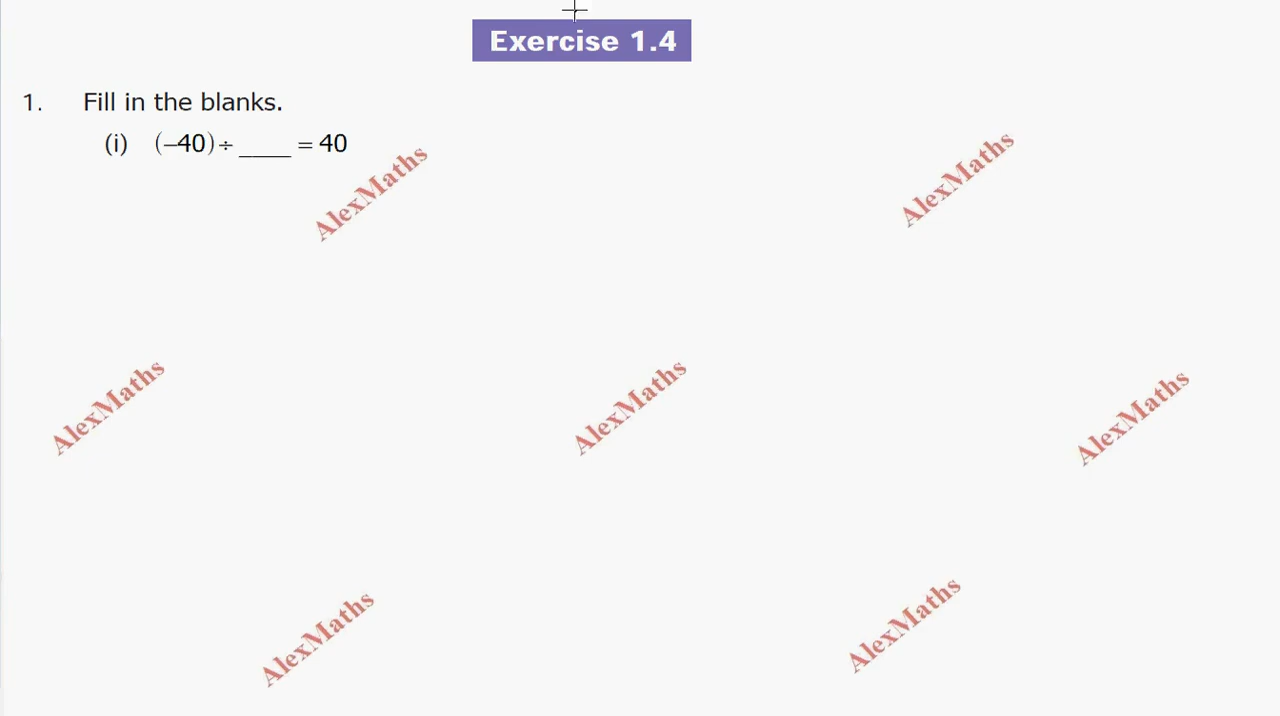 Exercise 1.4
1. Fill in the blanks.
(i) (–40) ÷ ____ = 40
AlexMaths
AlexMaths
AlexMaths
AlexMaths
AlexMaths
AlexMaths
AlexMaths